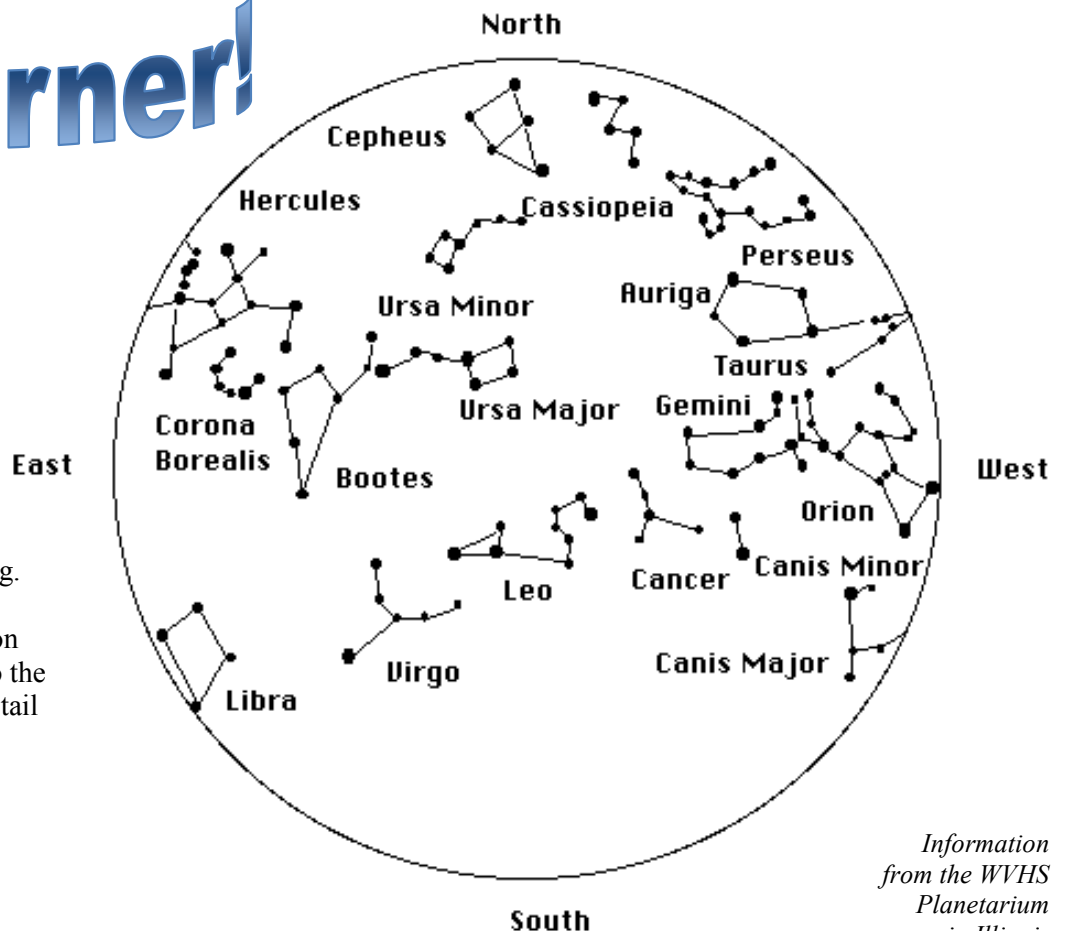 North
rner!
Cepheus
Hercules
Cassiopeia
Perseus
Auriga
Ursa Minor
Taurus
Gemini
Ursa Major
Corona
Borealis
East
Bootes
West
Orion
Canis Minor
Cancer
Leo
g.
on
the
tail
Virgo
Canis Major
Libra
Information
from the WVHS
Planetarium
South